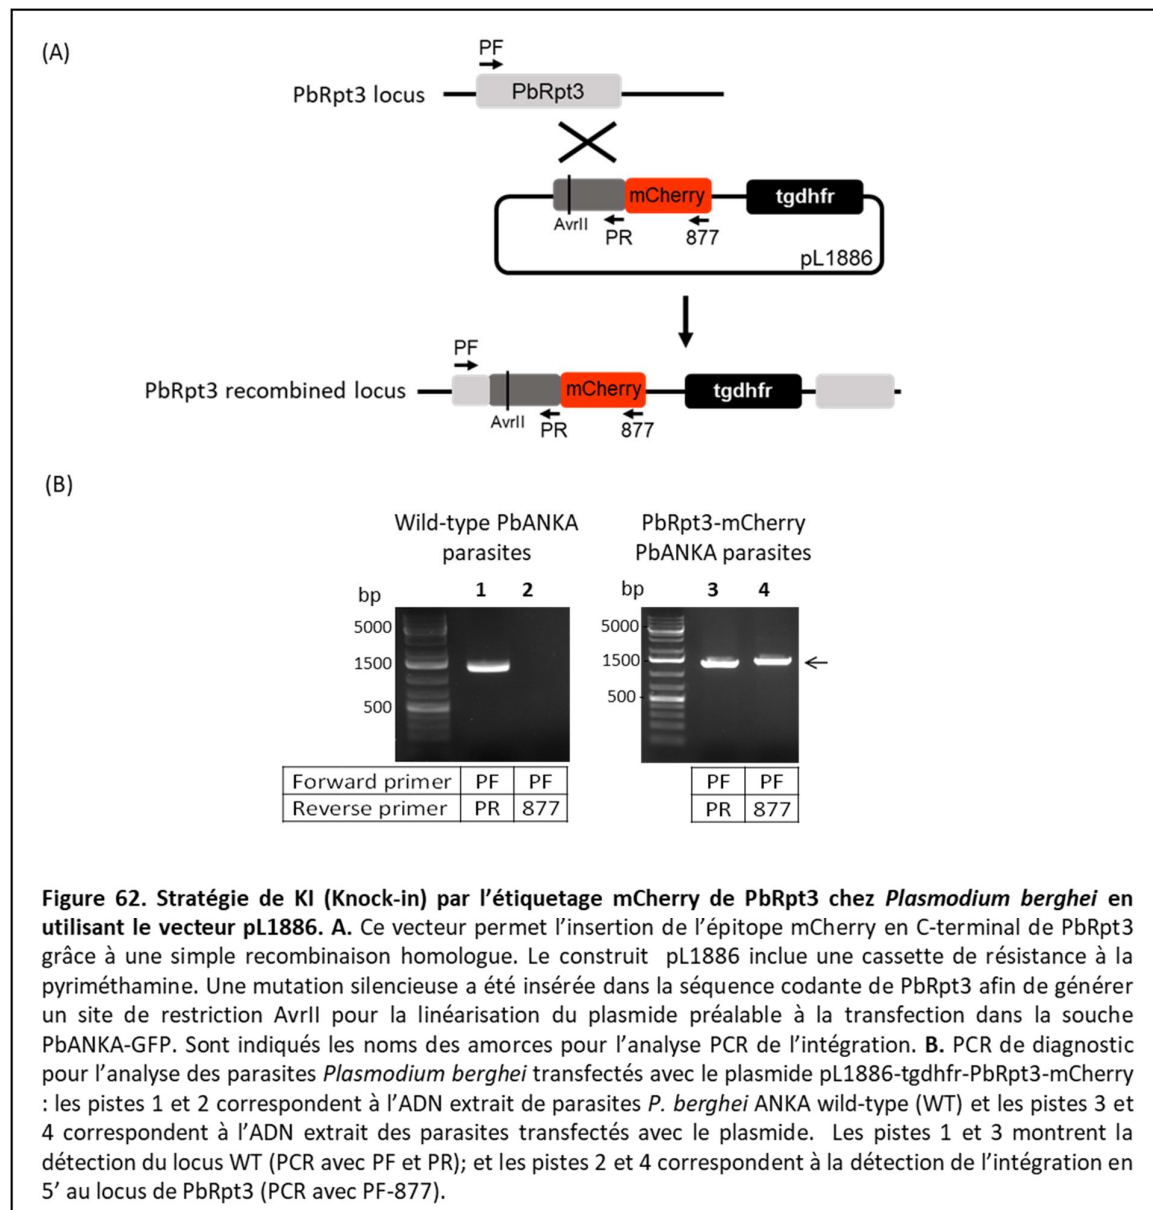 (A)
PF
PbRpt3 locus
PbRpt3
mCherry
tgdhfr
AvrII
PR
877
pL1886
PF
PbRpt3 recombined locus
mCherry
tgdhfr
AvrII
PR
877
(B)
Wild-type PbANKA
parasites
PbRpt3-mCherry
PbANKA parasites
bp
1
2
bp
3
4
5000
1500
500
5000
1500
500
Forward primer PF PF
Reverse primer PR 877
PF PF
PR 877
Figure 62. Stratégie de KI (Knock-in) par l’étiquetage mCherry de PbRpt3 chez Plasmodium berghei en
utilisant le vecteur pL1886. A. Ce vecteur permet l’insertion de l’épitope mCherry en C-terminal de PbRpt3
grâce à une simple recombinaison homologue. Le construit pL1886 inclue une cassette de résistance à la
pyriméthamine. Une mutation silencieuse a été insérée dans la séquence codante de PbRpt3 afin de générer
un site de restriction AvrII pour la linéarisation du plasmide préalable à la transfection dans la souche
PbANKA-GFP. Sont indiqués les noms des amorces pour l’analyse PCR de l’intégration. B. PCR de diagnostic
pour l’analyse des parasites Plasmodium berghei transfectés avec le plasmide pL1886-tgdhfr-PbRpt3-mCherry
: les pistes 1 et 2 correspondent à l’ADN extrait de parasites P. berghei ANKA wild-type (WT) et les pistes 3 et
4 correspondent à l’ADN extrait des parasites transfectés avec le plasmide. Les pistes 1 et 3 montrent la
détection du locus WT (PCR avec PF et PR); et les pistes 2 et 4 correspondent à la détection de l’intégration en
5’ au locus de PbRpt3 (PCR avec PF-877).